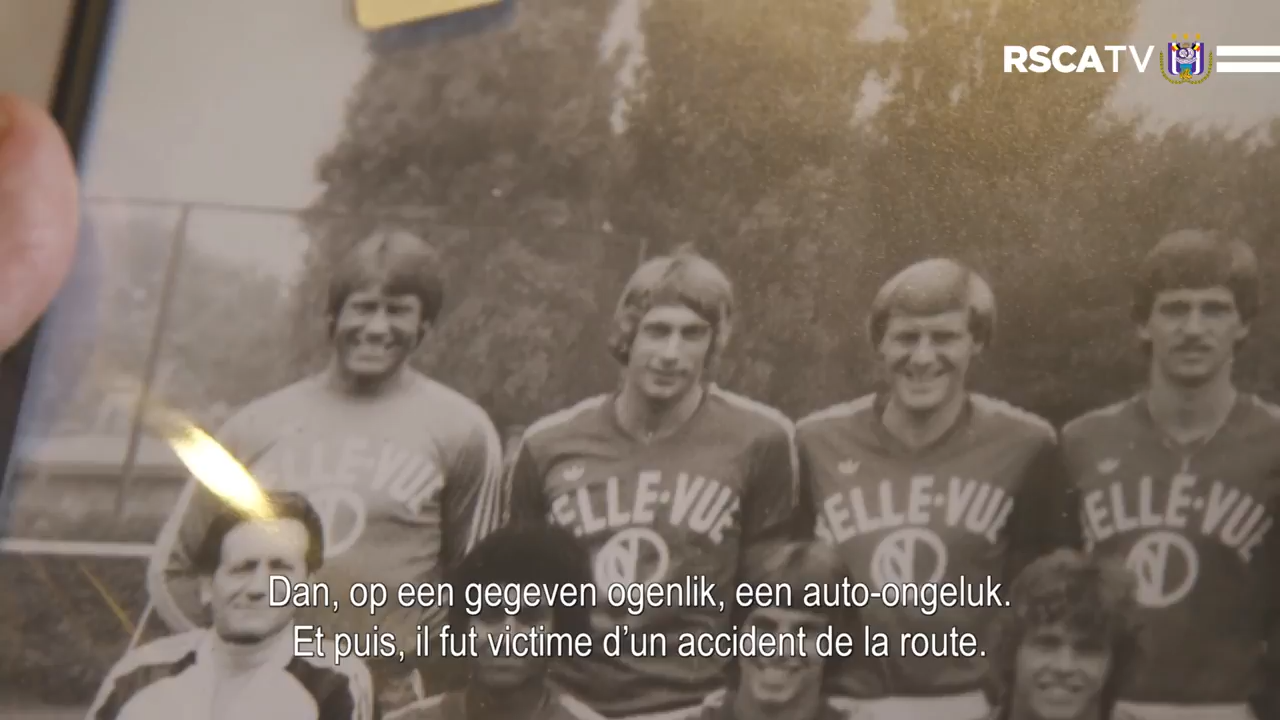 RSCATV
ELLE-VUE
ELLE·VUE
ELLE·VUE
ELLE·VUE
Dan, op een gegeven ogenlik, een auto-ongeluk.
Et puis, il fut victime d’un accident de la route.